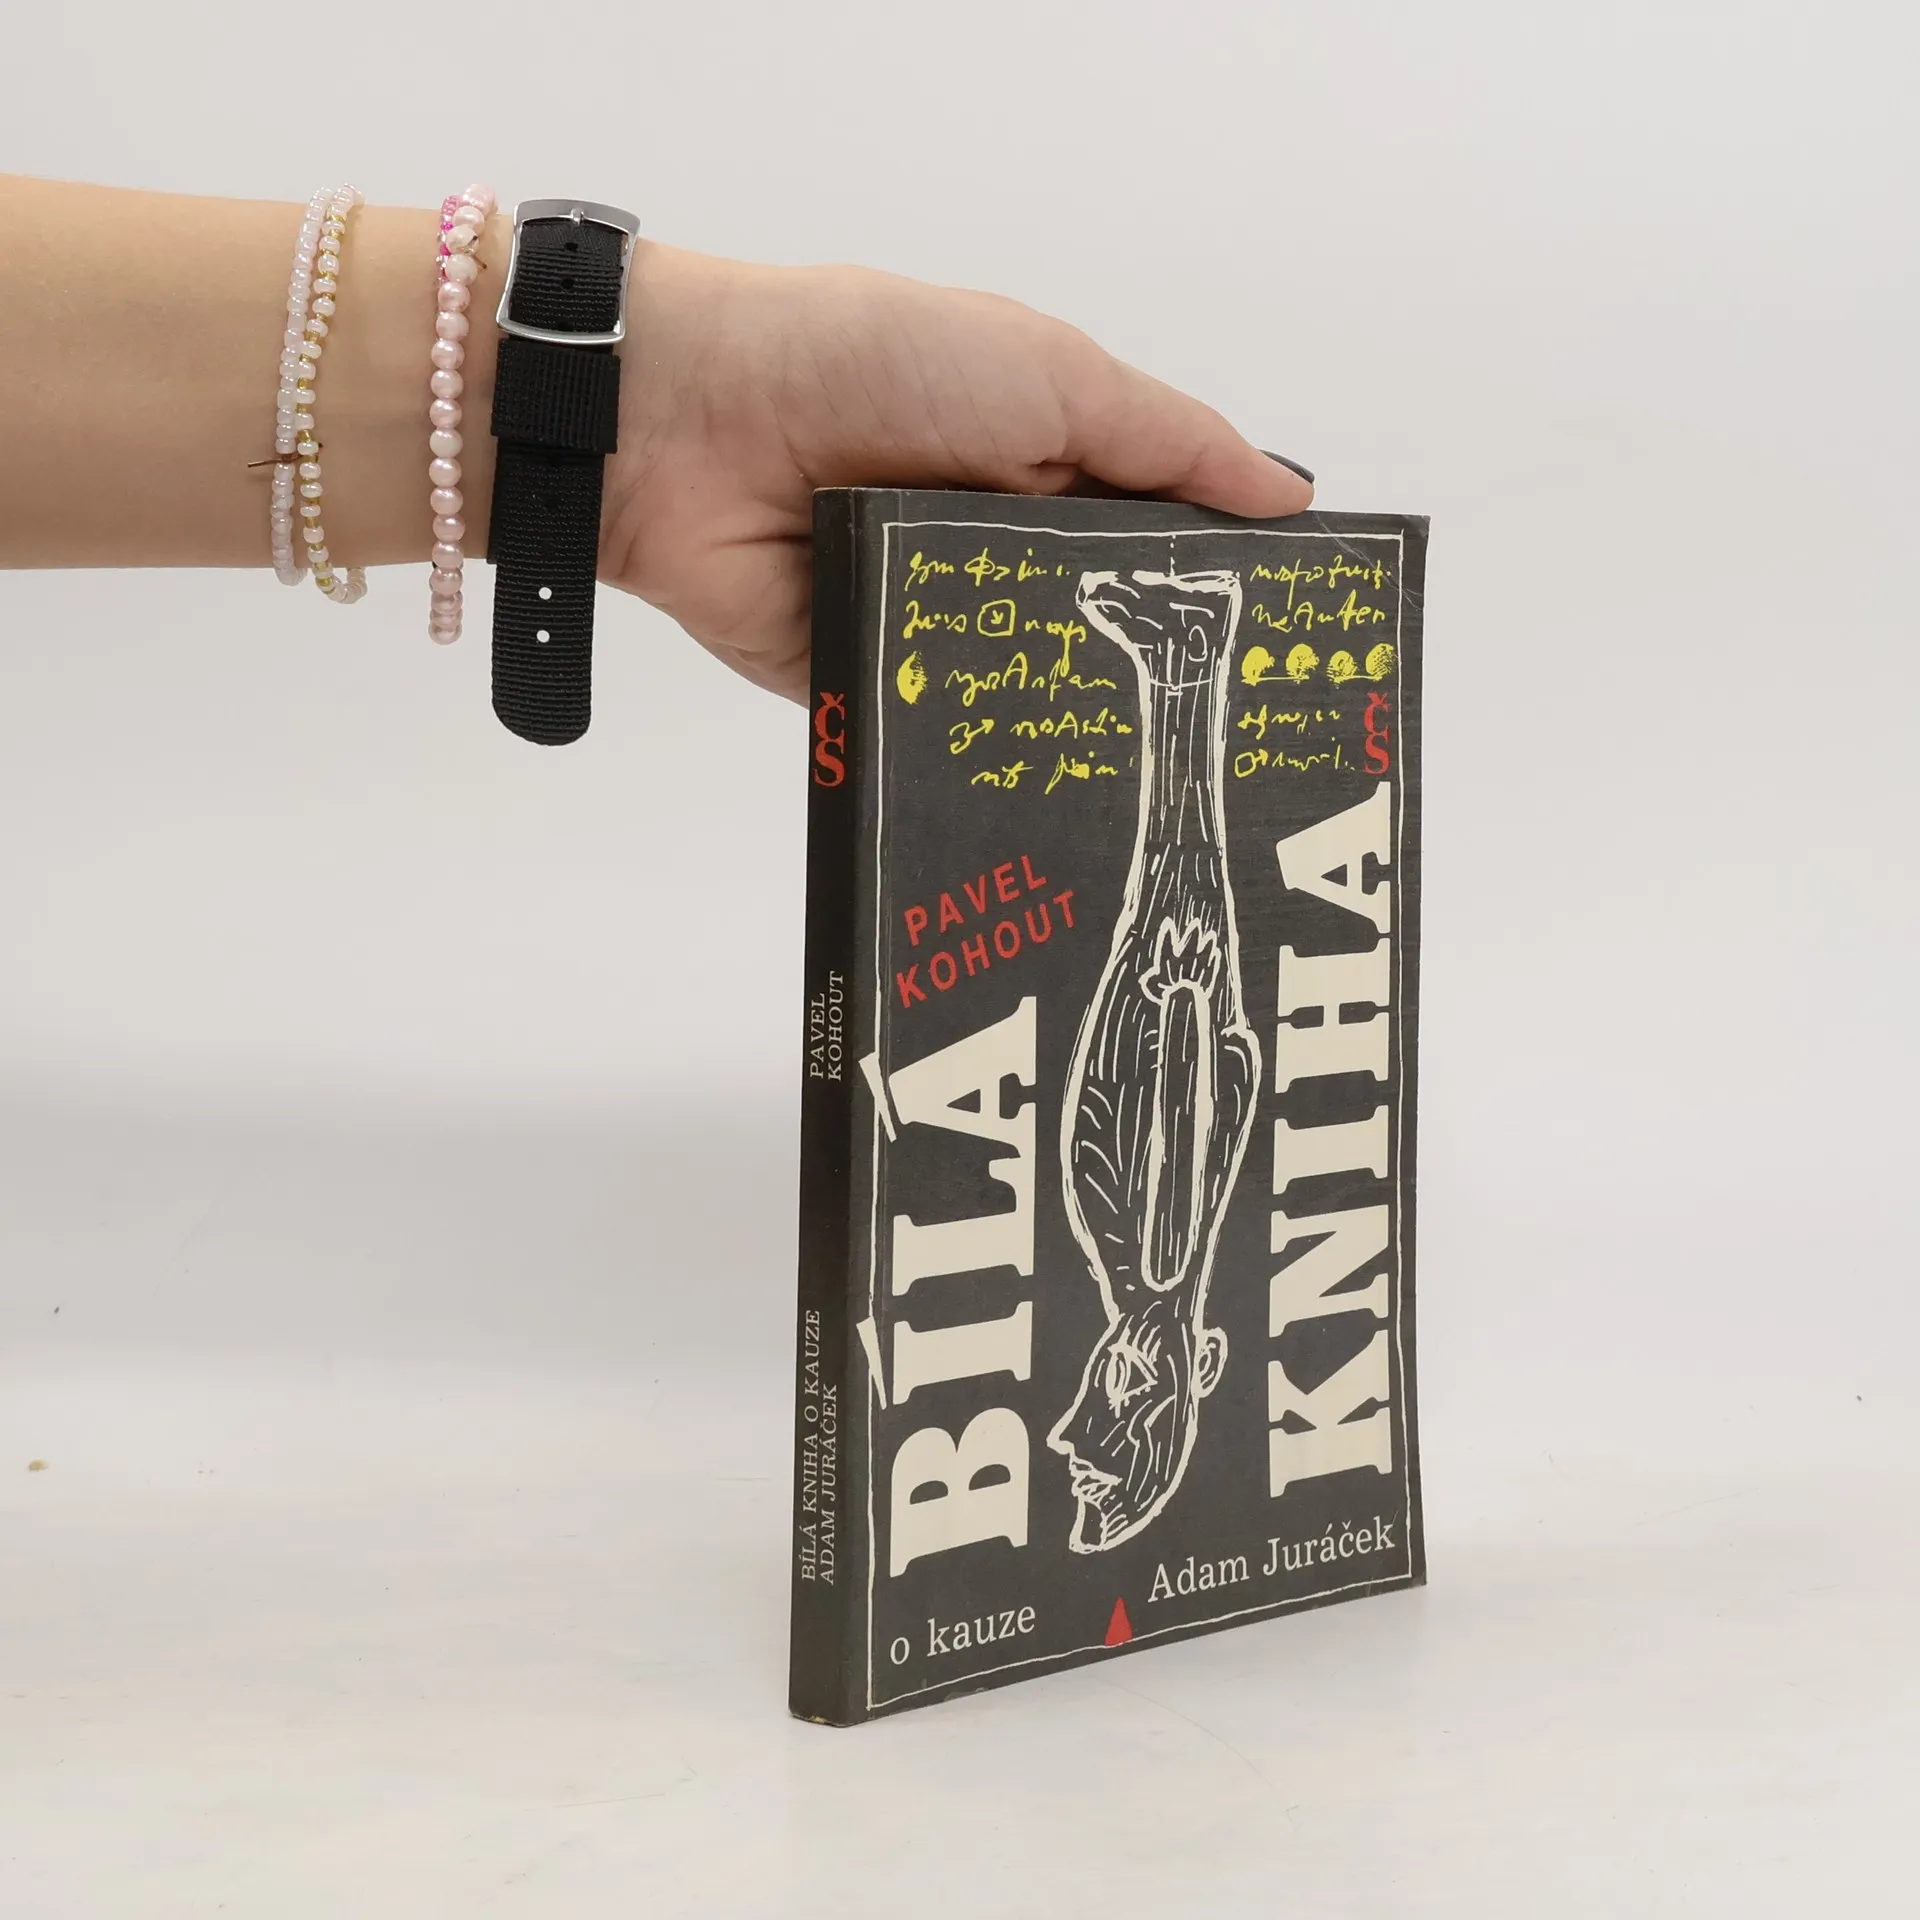 ČS
PAVEL
KOHOUT
BÍLÁ KNIHA O KAUZE
ADAM JURÁČEK
ČS
PAVEL
KOHOUT
BÍLÁ
KNIHA
o kauze
Adam Juráček